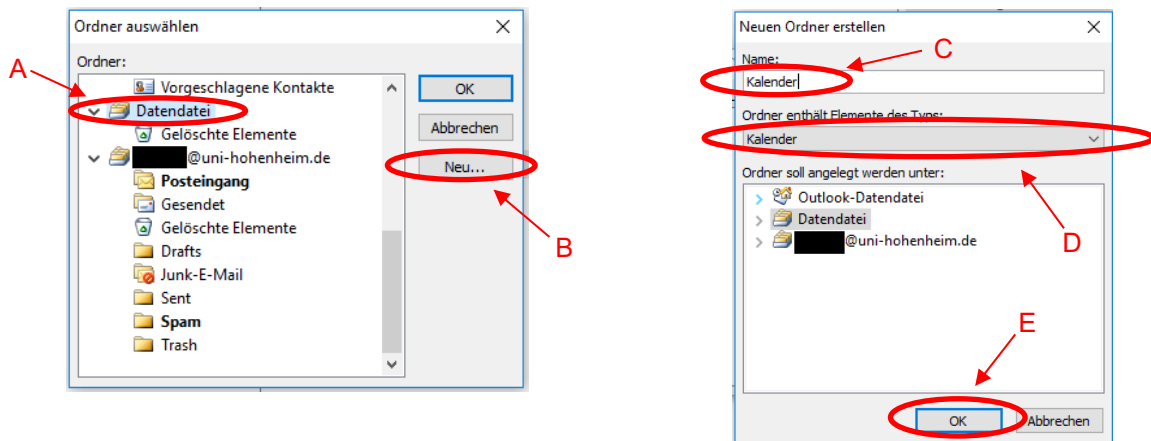 Ordner auswählen
Ordner:
A
Vorgeschlagene Kontakte
Datendatei
Gelöschte Elemente
@uni-hohenheim.de
Posteingang
Gesendet
Gelöschte Elemente
Drafts
Junk-E-Mail
Sent
Spam
Trash
OK
Abbrechen
Neu...
B
Neuen Ordner erstellen
C
Name:
Kalender
Ordner enthält Elemente des Typs:
Kalender
Ordner soll angelegt werden unter:
Outlook-Datendatei
Datendatei
@uni-hohenheim.de
D
E
OK
Abbrechen